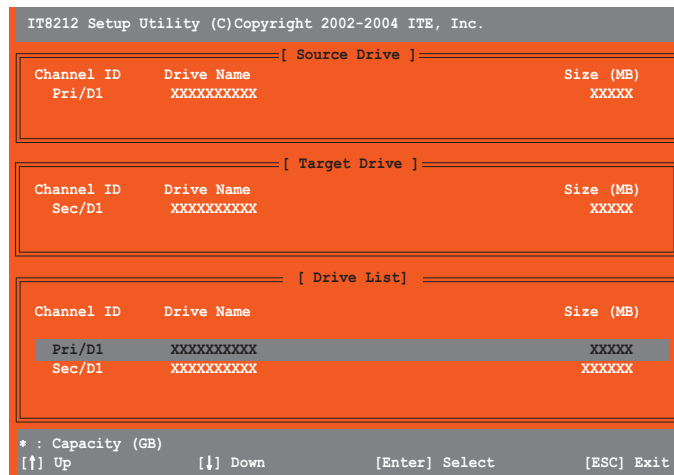 IT8212 Setup Utility (C)Copyright 2002-2004 ITE, Inc.
[ Source Drive ]
Channel ID Drive Name Size (MB)
Pri/D1 XXXXXXXXXX XXXXX
[ Target Drive ]
Channel ID Drive Name Size (MB)
Sec/D1 XXXXXXXXXX XXXXX
[ Drive List]
Channel ID Drive Name Size (MB)
Pri/D1 XXXXXXXXXX XXXXX
Sec/D1 XXXXXXXXXX XXXXXX
* : Capacity (GB)
[↑] Up [↓] Down [Enter] Select [ESC] Exit